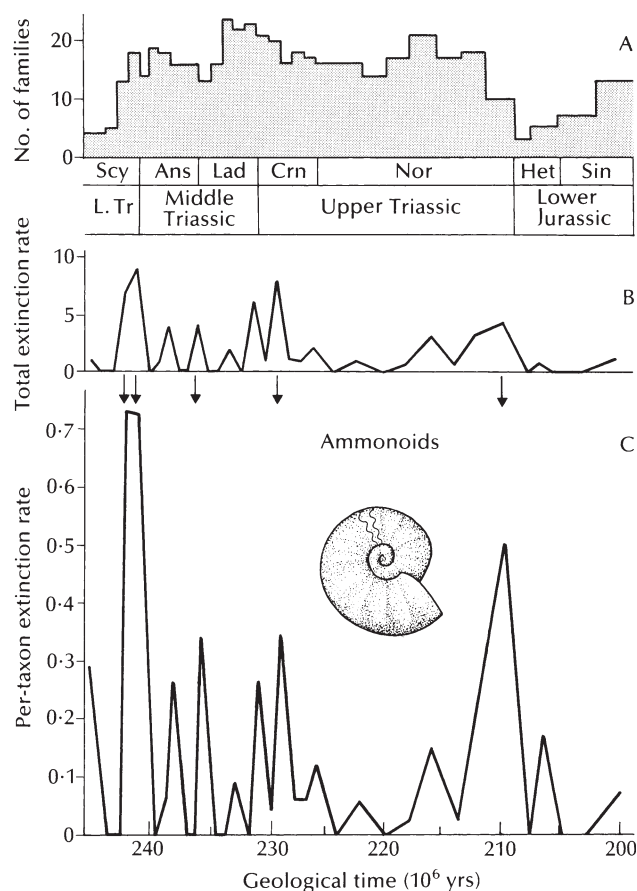 No. of families
20
10
0
A
Scy Ans Lad Crn Nor Het Sin
L. Tr Middle Triassic Upper Triassic Lower Jurassic
Total extinction rate
10
5
0
B
Per-taxon extinction rate
0·7
0·6
0·5
0·4
0·3
0·2
0·1
0
Ammonoids
C
240 230 220 210 200
Geological time (10⁶ yrs)